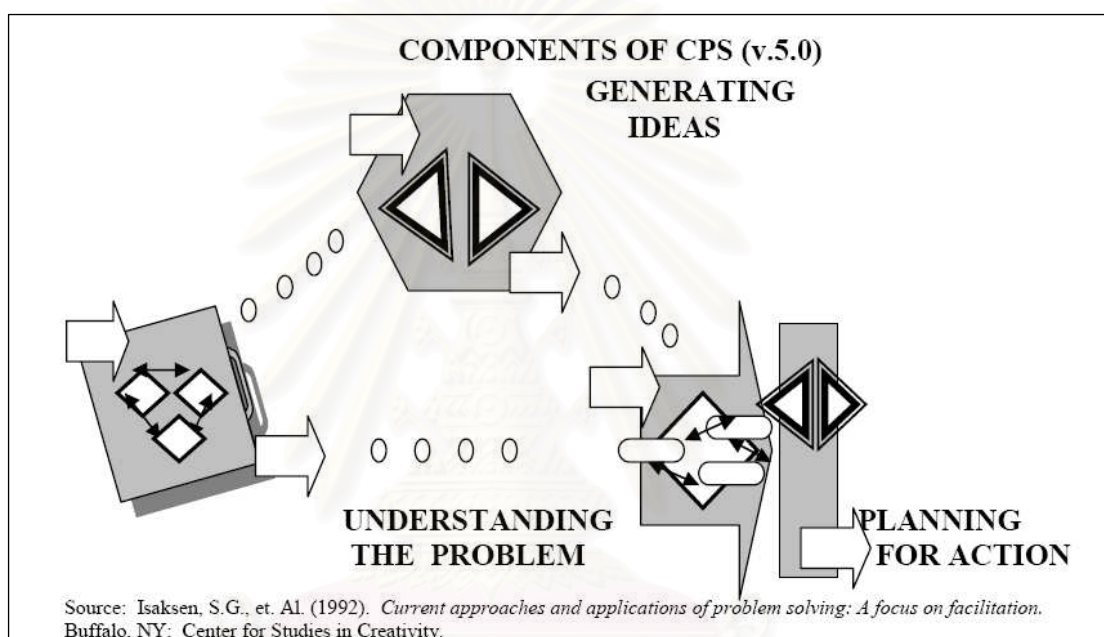 COMPONENTS OF CPS (v.5.0)
GENERATING
IDEAS
UNDERSTANDING
THE PROBLEM
PLANNING
FOR ACTION
Source: Isaksen, S.G., et. Al. (1992). Current approaches and applications of problem solving: A focus on facilitation.
Buffalo, NY: Center for Studies in Creativity.